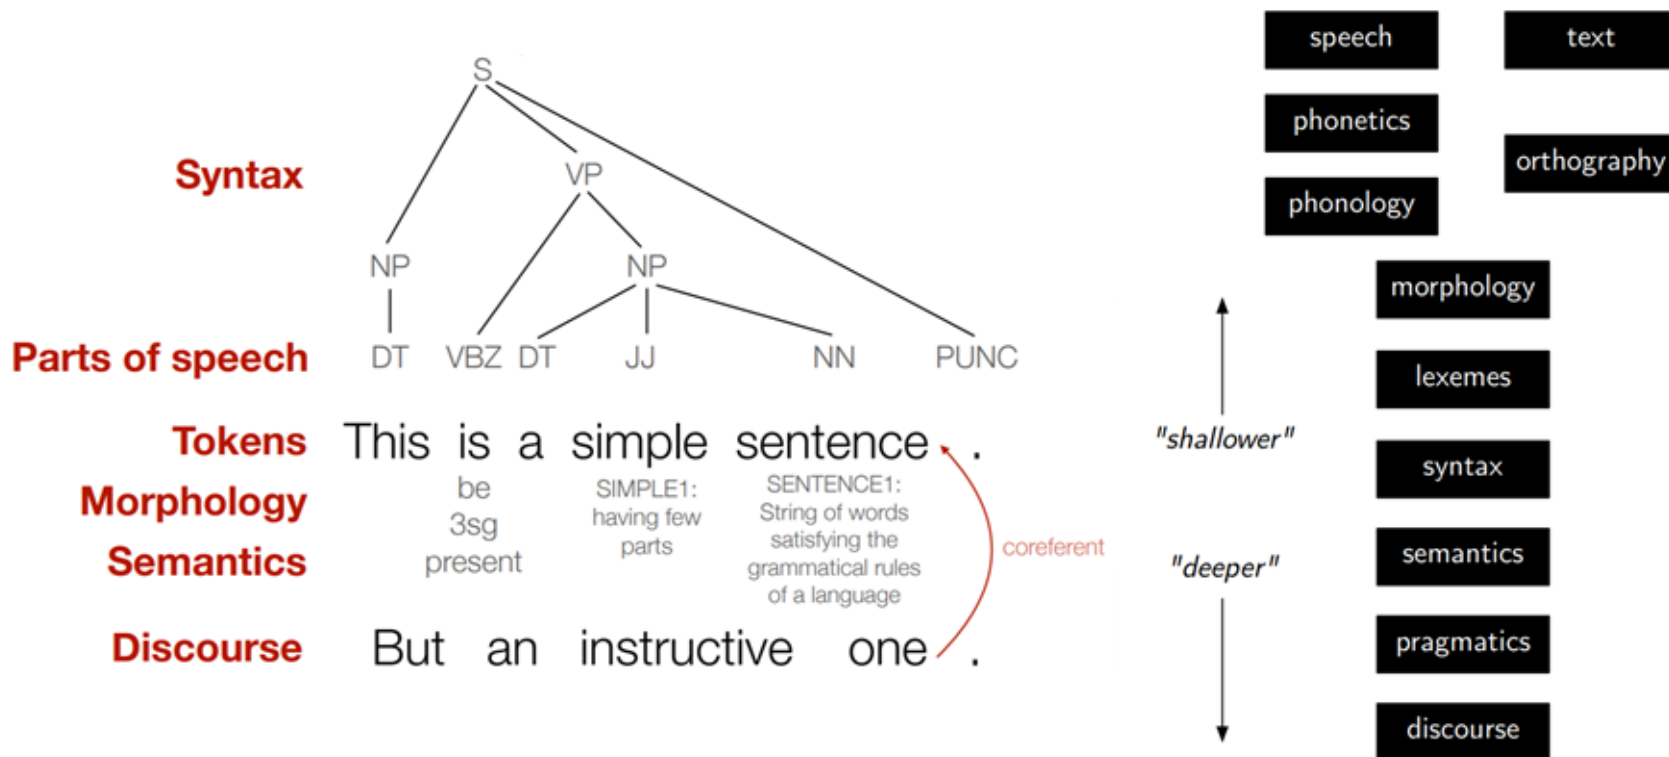 S
Syntax
VP
NP
NP
Parts of speech
DT VBZ DT JJ NN PUNC
Tokens
This is a simple sentence .
Morphology
Semantics
be
3sg
present
SIMPLE1:
having few
parts
SENTENCE1:
String of words
satisfying the
grammatical rules
of a language
coreferent
Discourse
But an instructive one .
speech
text
phonetics
orthography
phonology
morphology
lexemes
"shallower"
syntax
semantics
"deeper"
pragmatics
discourse